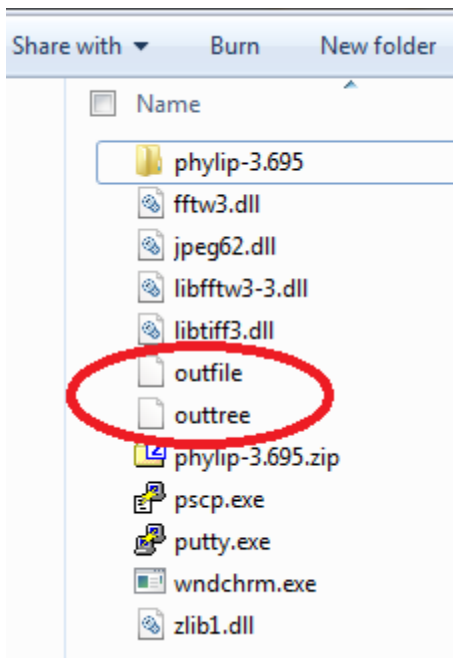 Share with Burn New folder
Name
phylip-3.695
fftw3.dll
jpeg62.dll
libfftw3-3.dll
libtiff3.dll
outfile
outtree
phylip-3.695.zip
pscp.exe
putty.exe
wndchrm.exe
zlib1.dll